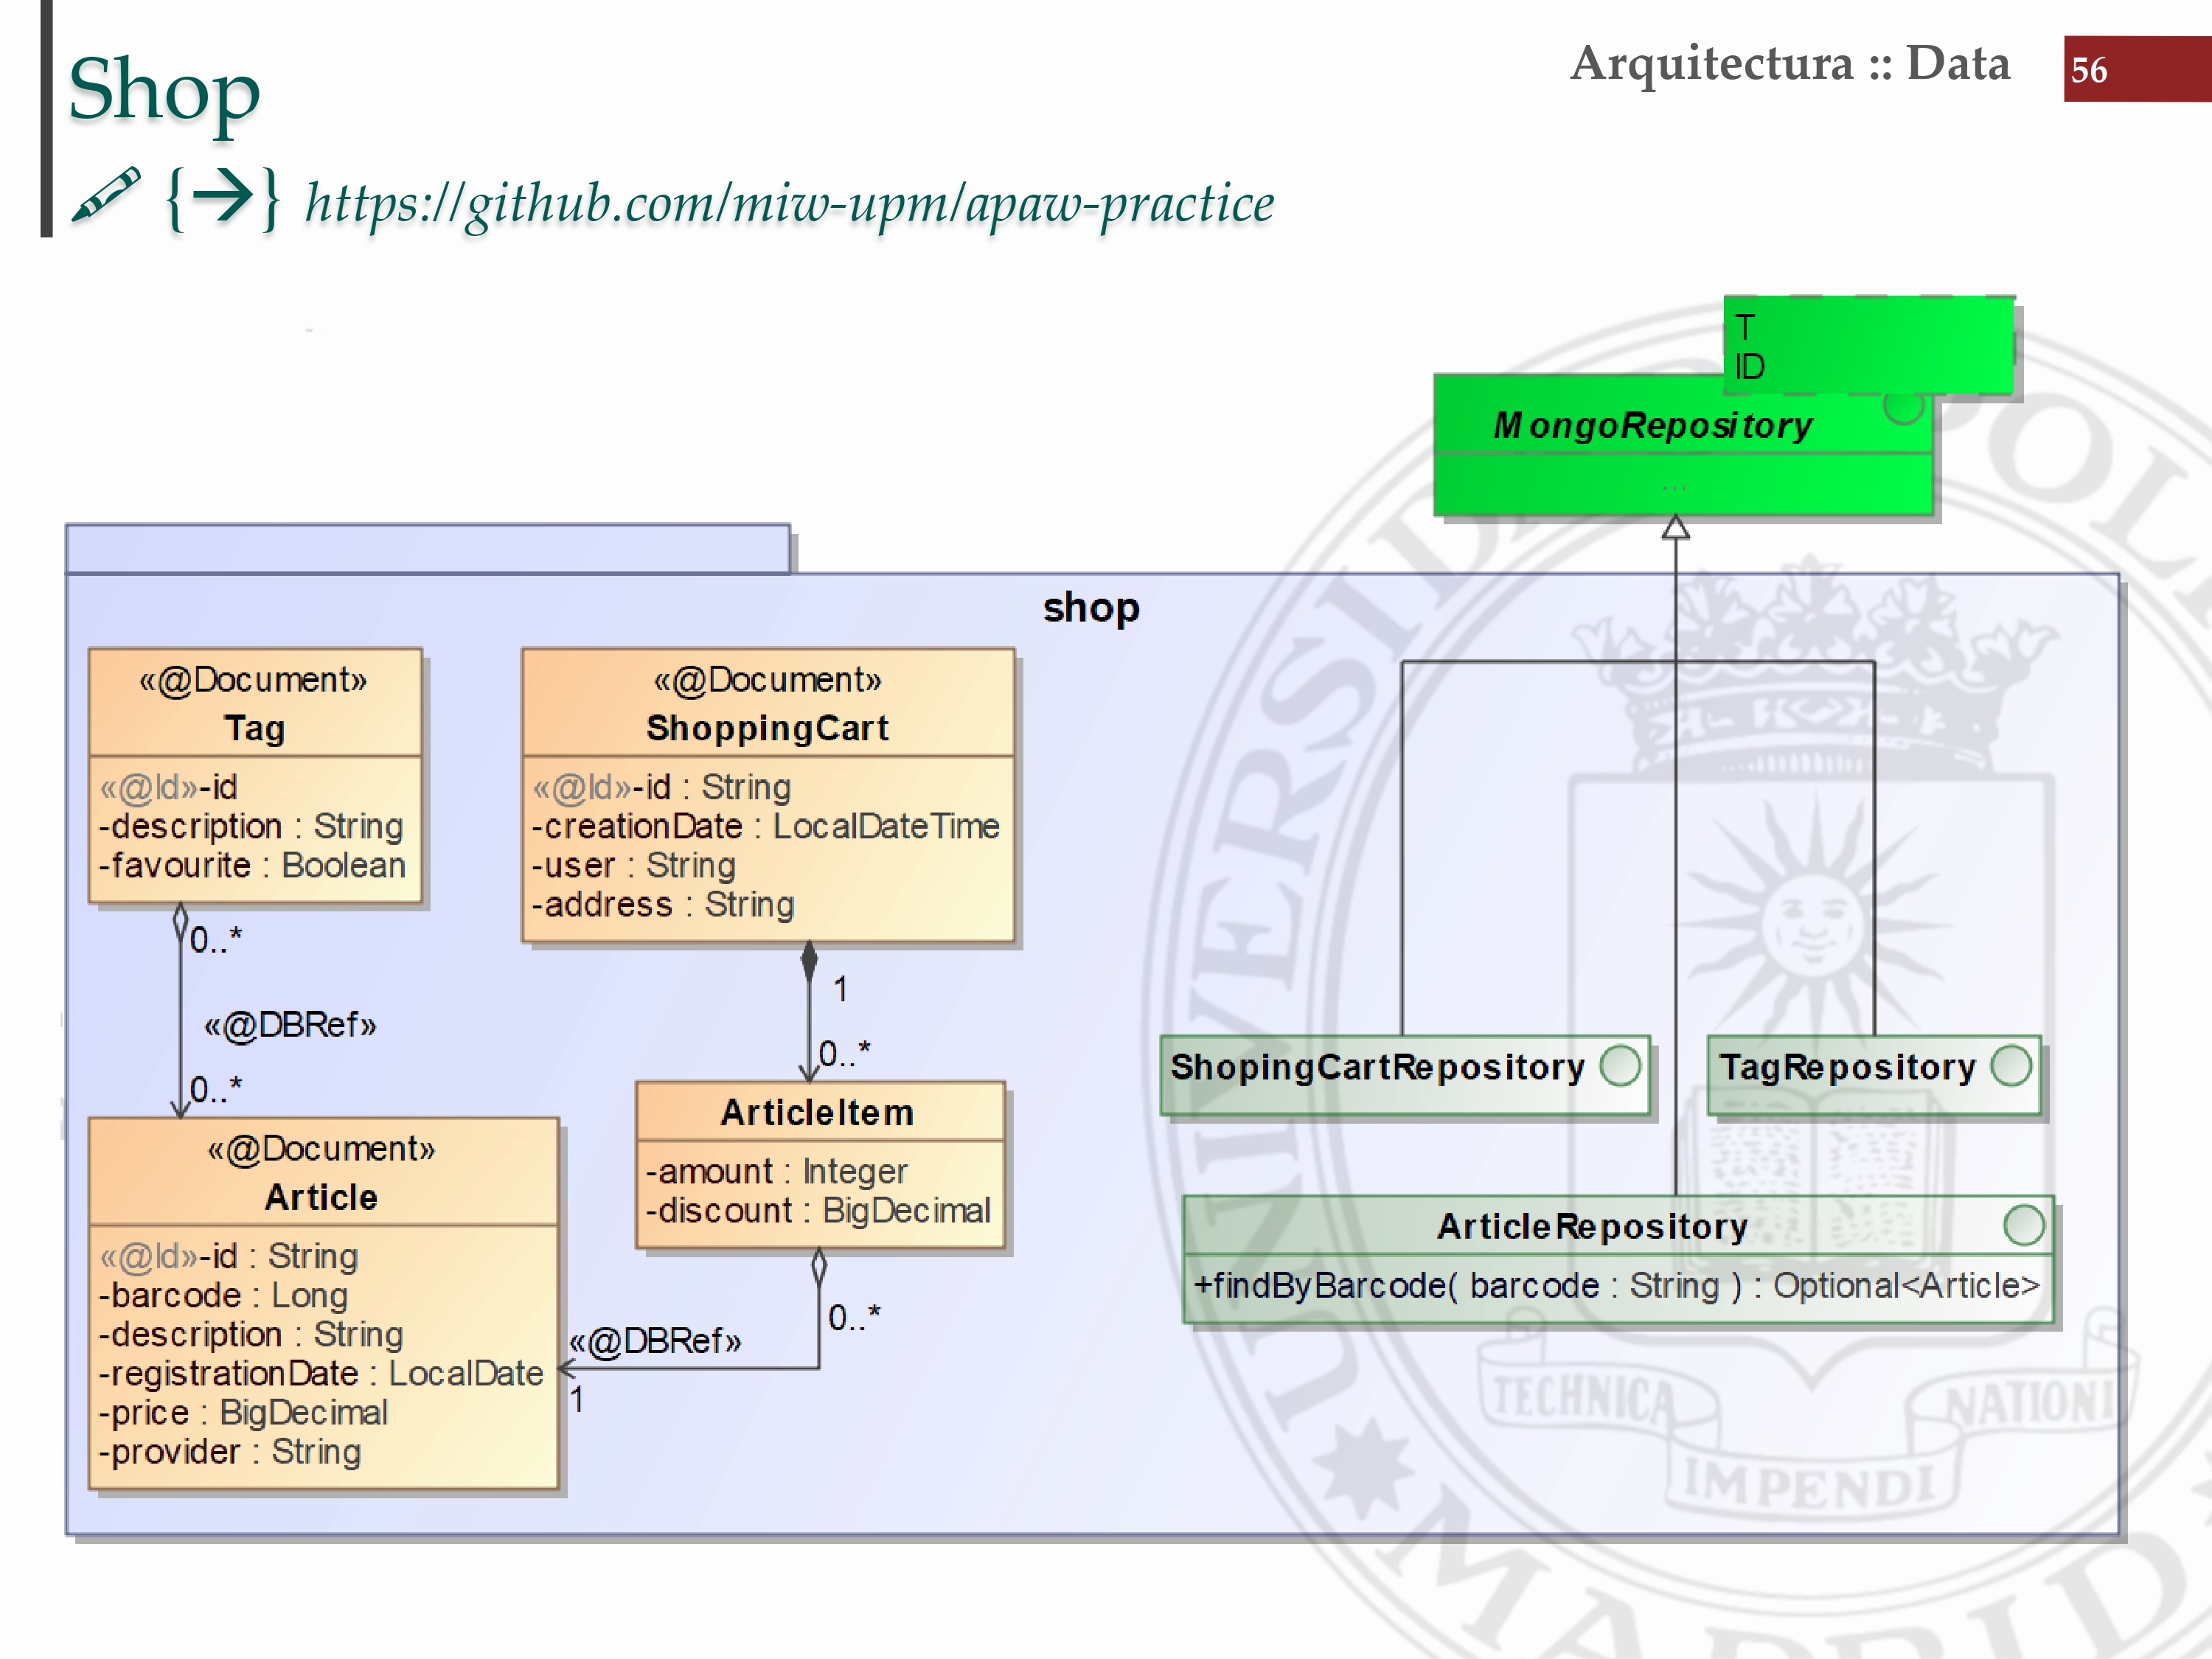 Shop
Arquitectura :: Data
56
{→} https://github.com/miw-upm/apaw-practice
T
ID
MongoRepository
...
shop
«@Document»
Tag
«@Id»-id
-description : String
-favourite : Boolean
«@Document»
ShoppingCart
«@Id»-id : String
-creationDate : LocalDateTime
-user : String
-address : String
0..*
«@DBRef»
0..*
1
0..*
«@Document»
Article
«@Id»-id : String
-barcode : Long
-description : String
-registrationDate : LocalDate
-price : BigDecimal
-provider : String
ArticleItem
-amount : Integer
-discount : BigDecimal
0..*
«@DBRef»
1
ShopingCartRepository
TagRepository
ArticleRepository
+findByBarcode( barcode : String ) : Optional<Article>
TECHNICA
IMPENDI
NATIONI